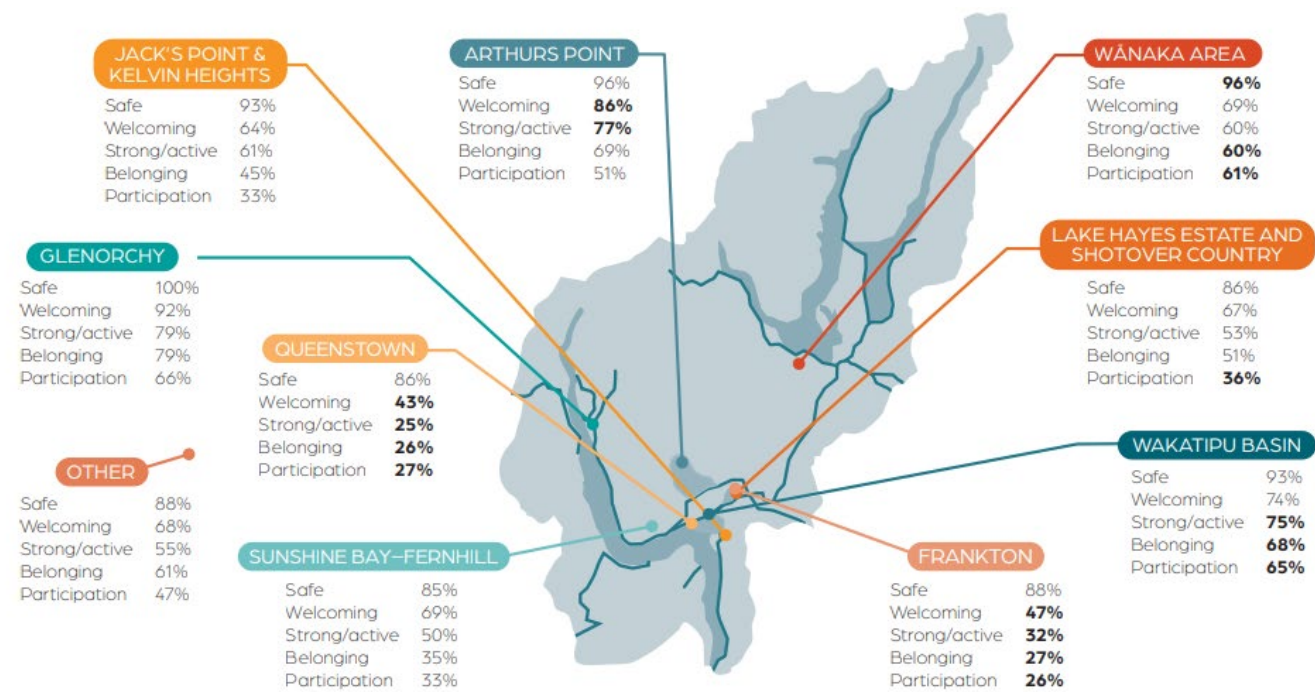 JACK'S POINT &
KELVIN HEIGHTS
Safe 93%
Welcoming 64%
Strong/active 61%
Belonging 45%
Participation 33%
ARTHURS POINT
Safe 96%
Welcoming 86%
Strong/active 77%
Belonging 69%
Participation 51%
WĀNAKA AREA
Safe 96%
Welcoming 69%
Strong/active 60%
Belonging 60%
Participation 61%
GLENORCHY
Safe 100%
Welcoming 92%
Strong/active 79%
Belonging 79%
Participation 66%
LAKE HAYES ESTATE AND
SHOTOVER COUNTRY
Safe 86%
Welcoming 67%
Strong/active 53%
Belonging 51%
Participation 36%
QUEENSTOWN
Safe 86%
Welcoming 43%
Strong/active 25%
Belonging 26%
Participation 27%
OTHER
Safe 88%
Welcoming 68%
Strong/active 55%
Belonging 61%
Participation 47%
WAKATIPU BASIN
Safe 93%
Welcoming 74%
Strong/active 75%
Belonging 68%
Participation 65%
SUNSHINE BAY–FERNHILL
Safe 85%
Welcoming 69%
Strong/active 50%
Belonging 35%
Participation 33%
FRANKTON
Safe 88%
Welcoming 47%
Strong/active 32%
Belonging 27%
Participation 26%